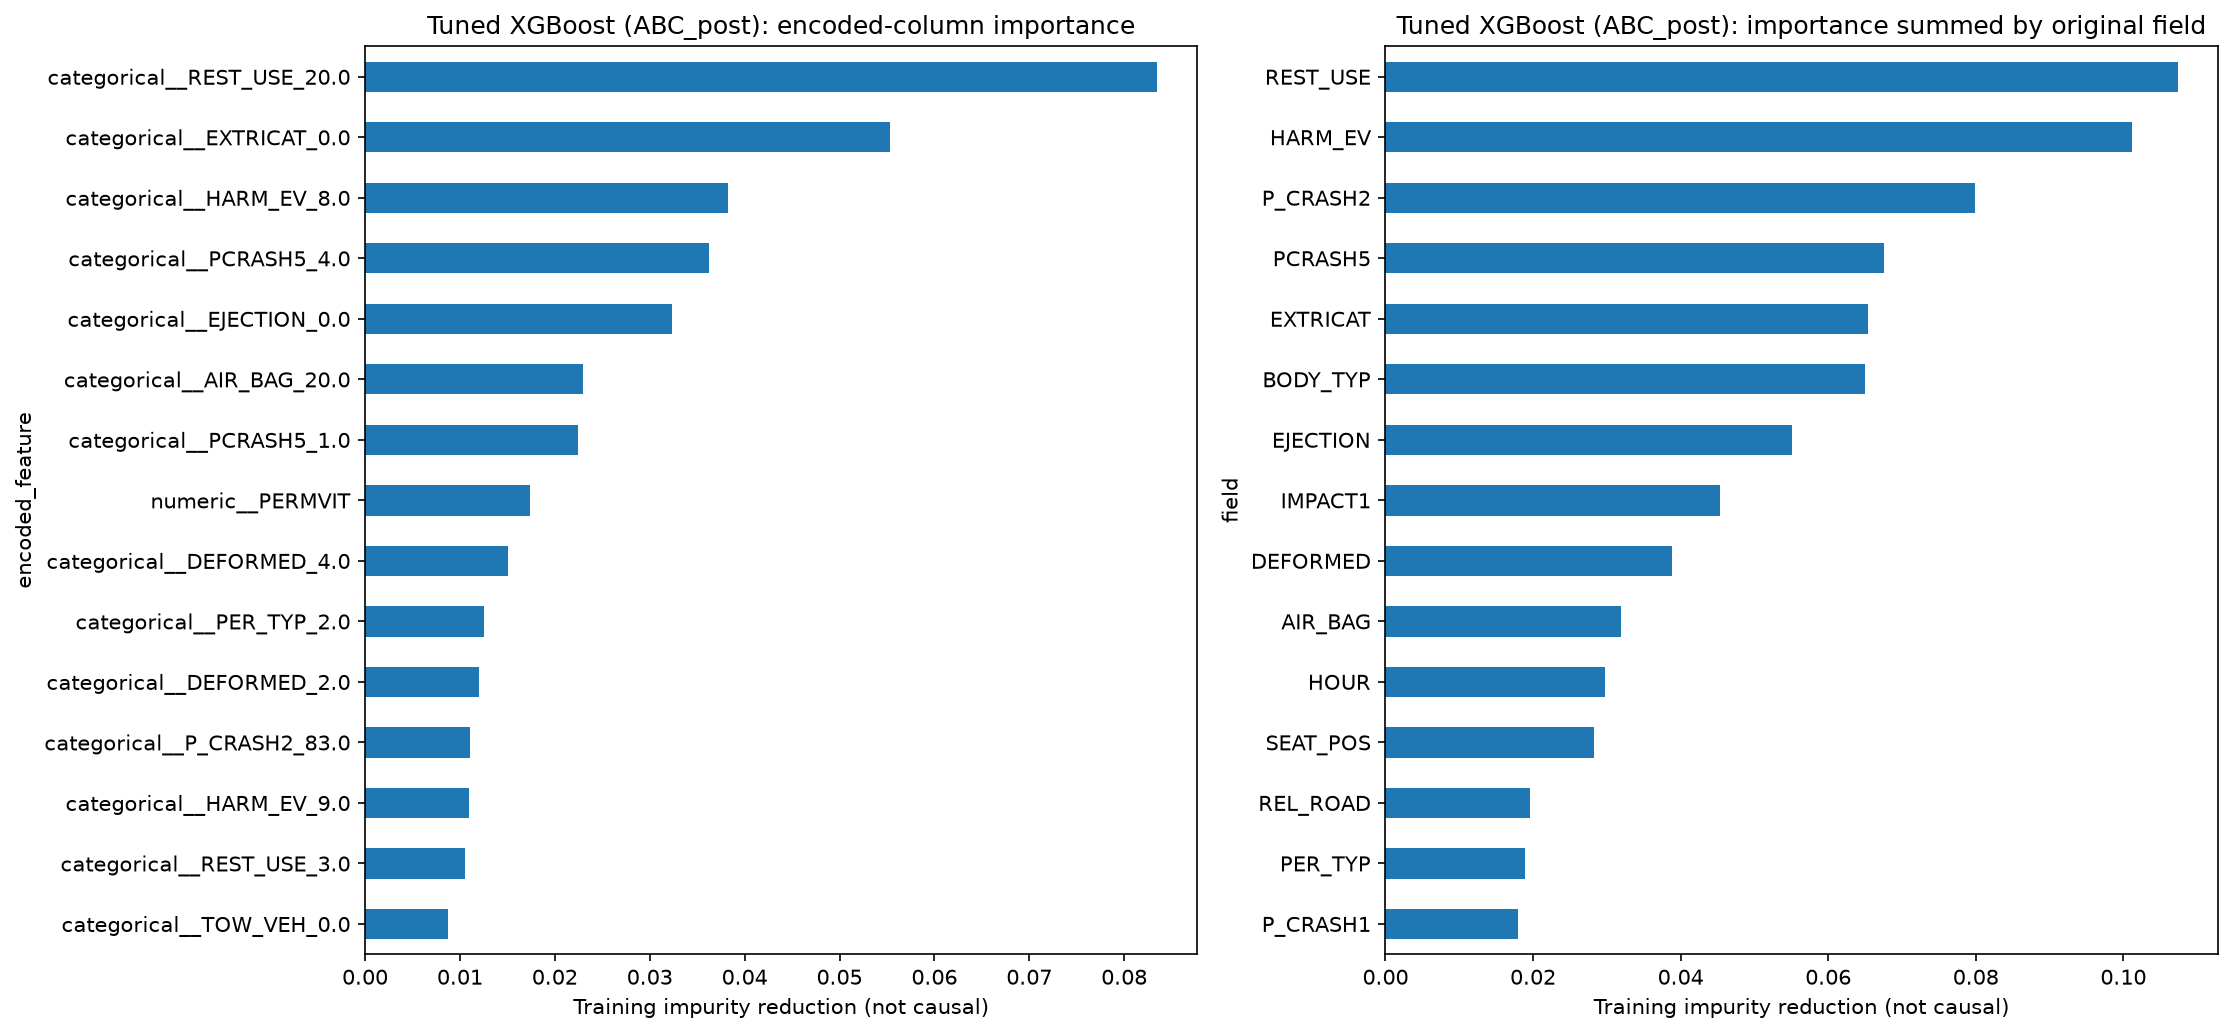 Tuned XGBoost (ABC_post): encoded-column importance
encoded_feature
categorical__REST_USE_20.0
categorical__EXTRICAT_0.0
categorical__HARM_EV_8.0
categorical__PCRASH5_4.0
categorical__EJECTION_0.0
categorical__AIR_BAG_20.0
categorical__PCRASH5_1.0
numeric__PERMVIT
categorical__DEFORMED_4.0
categorical__PER_TYP_2.0
categorical__DEFORMED_2.0
categorical__P_CRASH2_83.0
categorical__HARM_EV_9.0
categorical__REST_USE_3.0
categorical__TOW_VEH_0.0
0.00 0.01 0.02 0.03 0.04 0.05 0.06 0.07 0.08
Training impurity reduction (not causal)
Tuned XGBoost (ABC_post): importance summed by original field
field
REST_USE
HARM_EV
P_CRASH2
PCRASH5
EXTRICAT
BODY_TYP
EJECTION
IMPACT1
DEFORMED
AIR_BAG
HOUR
SEAT_POS
REL_ROAD
PER_TYP
P_CRASH1
0.00 0.02 0.04 0.06 0.08 0.10
Training impurity reduction (not causal)